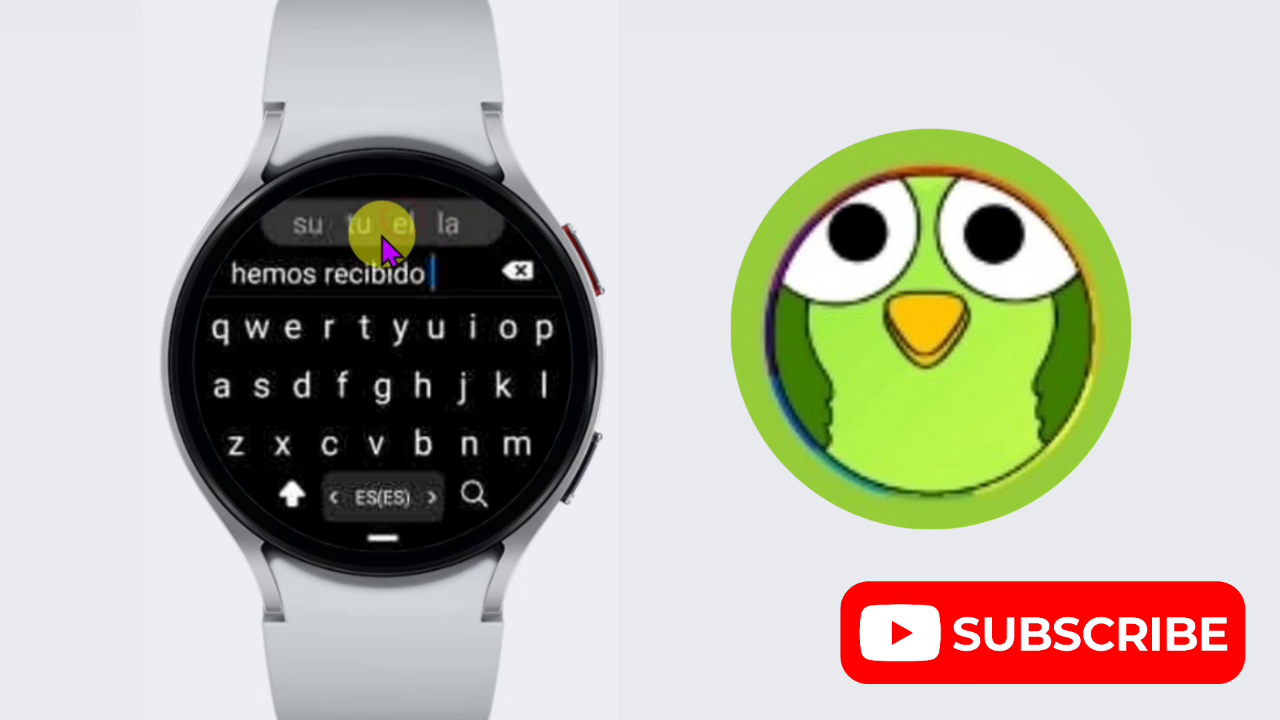 su tu el la
hemos recibido
q w e r t y u i o p
a s d f g h j k l
z x c v b n m
< ES(ES) >
SUBSCRIBE